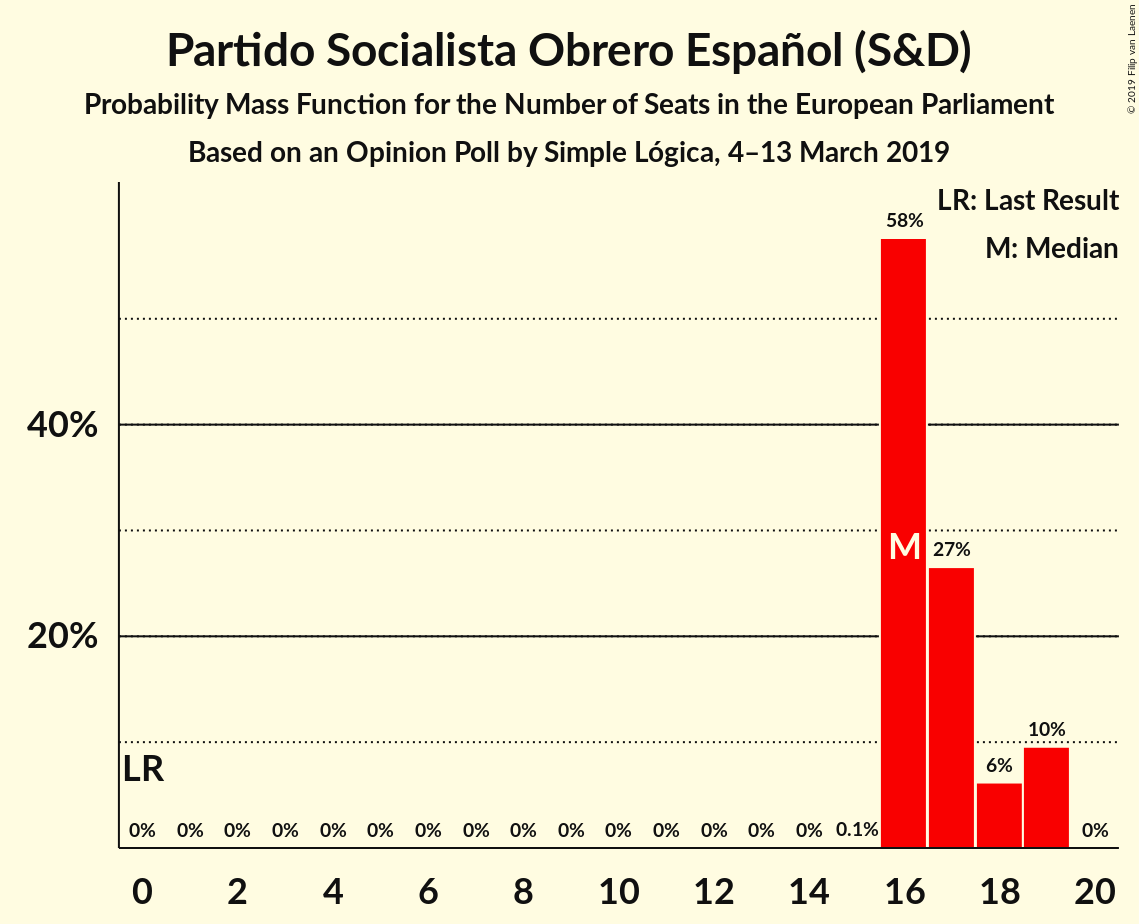 Partido Socialista Obrero Español (S&D)
Probability Mass Function for the Number of Seats in the European Parliament
Based on an Opinion Poll by Simple Lógica, 4–13 March 2019
© 2019 Filip van Laenen
LR: Last Result
M: Median
58%
40%
M
27%
20%
10%
6%
LR
0% 0% 0% 0% 0% 0% 0% 0% 0% 0% 0% 0% 0% 0% 0% 0.1% 0%
0 2 4 6 8 10 12 14 16 18 20